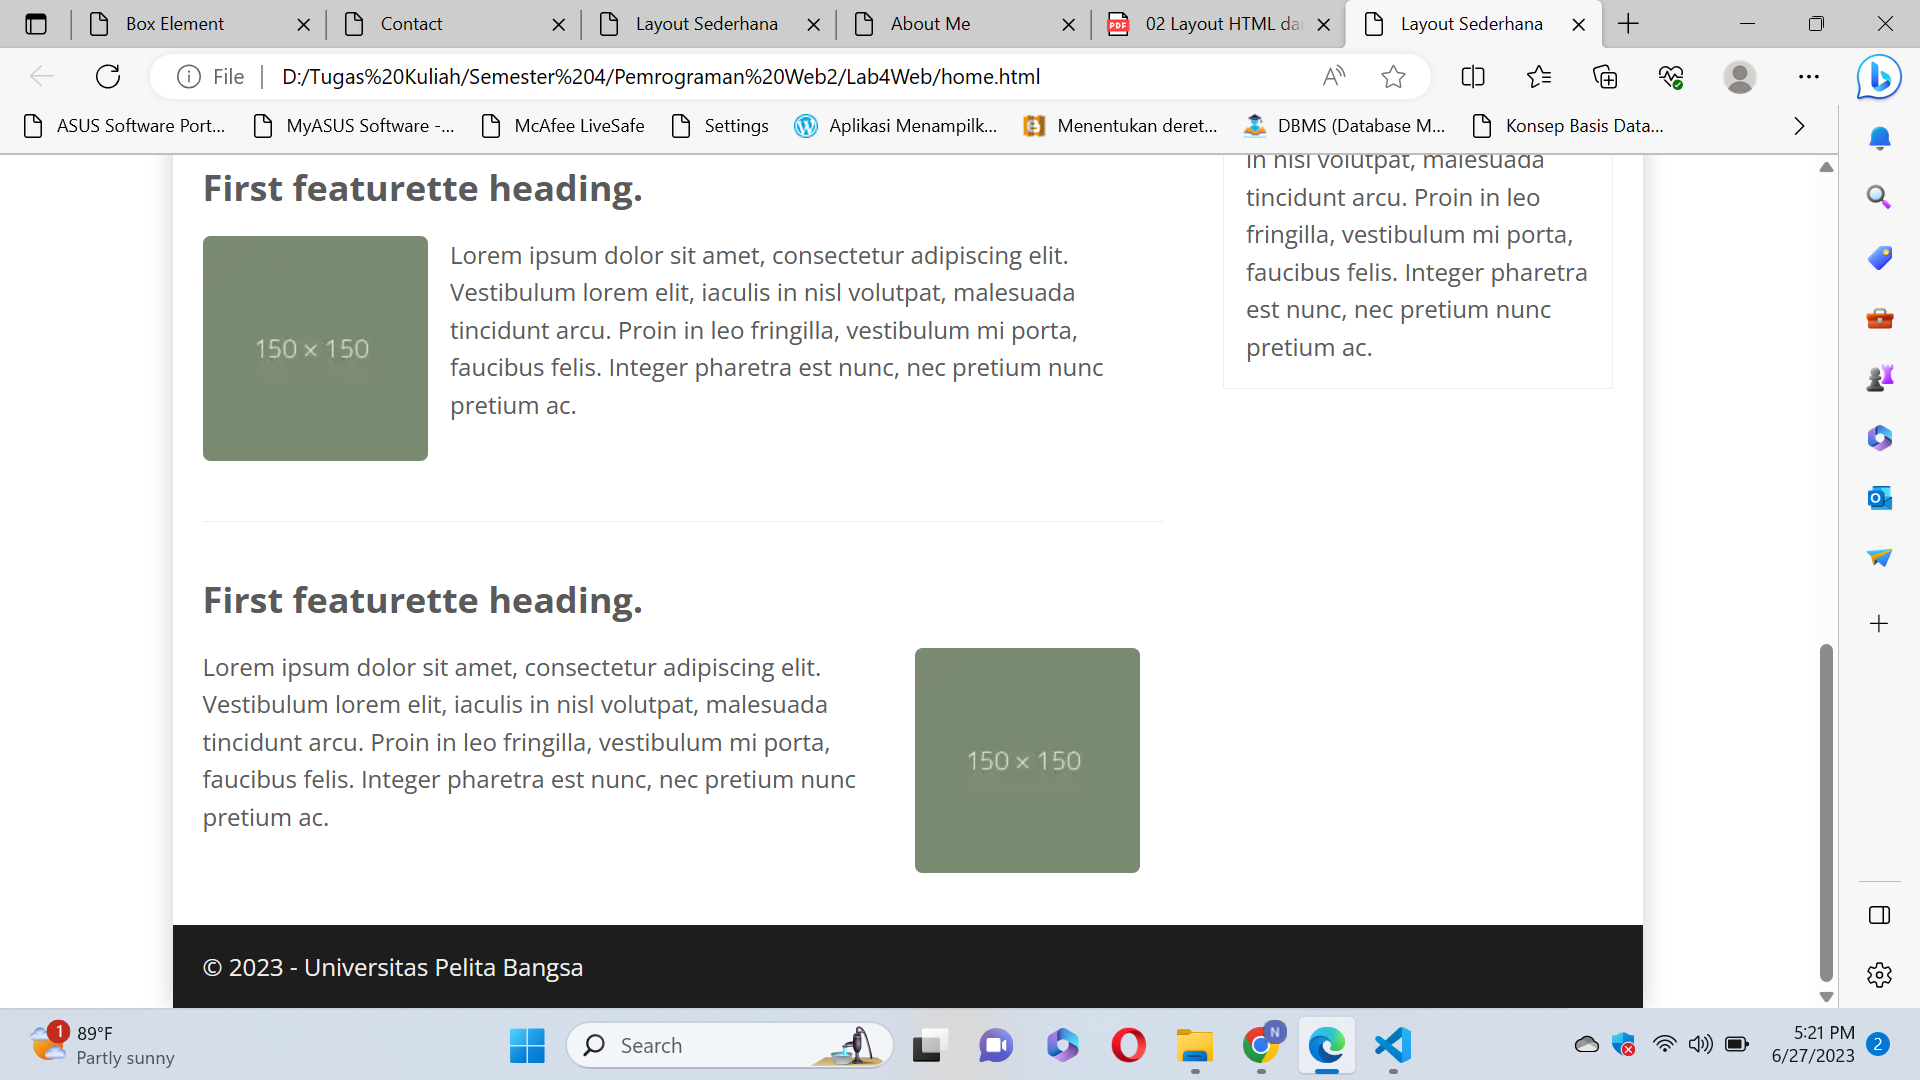 Box Element
Contact
Layout Sederhana
About Me
02 Layout HTML da
Layout Sederhana
File
D:/Tugas%20Kuliah/Semester%204/Pemrograman%20Web2/Lab4Web/home.html
ASUS Software Port...
MyASUS Software -...
McAfee LiveSafe
Settings
Aplikasi Menampilk...
Menentukan deret...
DBMS (Database M...
Konsep Basis Data...
First featurette heading.
150 × 150
Lorem ipsum dolor sit amet, consectetur adipiscing elit.
Vestibulum lorem elit, iaculis in nisl volutpat, malesuada
tincidunt arcu. Proin in leo fringilla, vestibulum mi porta,
faucibus felis. Integer pharetra est nunc, nec pretium nunc
pretium ac.
in nisl volutpat, malesuada
tincidunt arcu. Proin in leo
fringilla, vestibulum mi porta,
faucibus felis. Integer pharetra
est nunc, nec pretium nunc
pretium ac.
First featurette heading.
Lorem ipsum dolor sit amet, consectetur adipiscing elit.
Vestibulum lorem elit, iaculis in nisl volutpat, malesuada
tincidunt arcu. Proin in leo fringilla, vestibulum mi porta,
faucibus felis. Integer pharetra est nunc, nec pretium nunc
pretium ac.
150 × 150
© 2023 - Universitas Pelita Bangsa
1
89°F
Partly sunny
Search
N
5:21 PM
6/27/2023
2